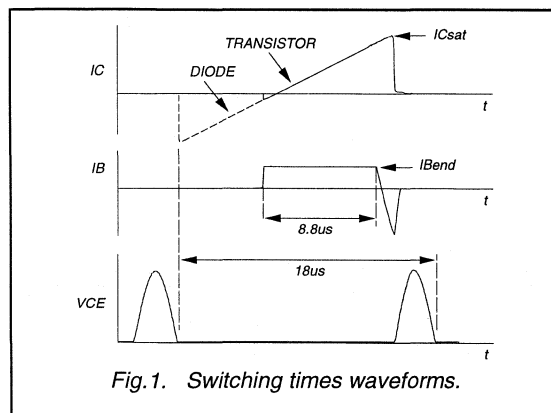 ICsat
TRANSISTOR
IC
DIODE
t
IB
IBend
t
8.8us
18us
VCE
t
Fig.1. Switching times waveforms.